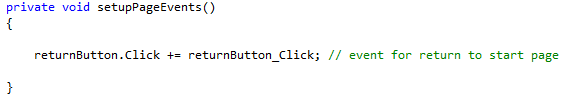 private void setupPageEvents()
{
returnButton.Click += returnButton_Click; // event for return to start page
}